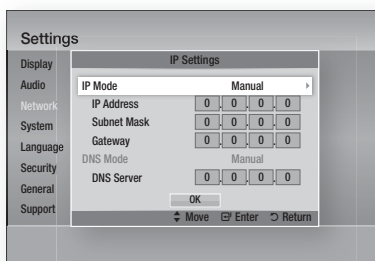 Settings
Display
Audio
Network
System
Language
Security
General
Support
IP Settings
IP Mode Manual
IP Address 0 . 0 . 0 . 0
Subnet Mask 0 . 0 . 0 . 0
Gateway 0 . 0 . 0 . 0
DNS Mode Manual
DNS Server 0 . 0 . 0 . 0
OK
Move Enter Return